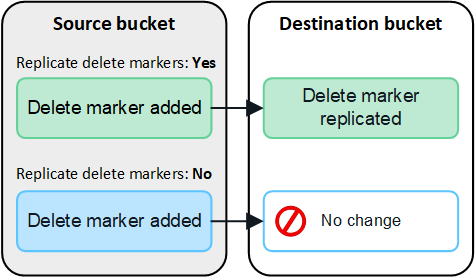 Source bucket
Destination bucket
Replicate delete markers: Yes
Delete marker added
Delete marker
replicated
Replicate delete markers: No
Delete marker added
No change